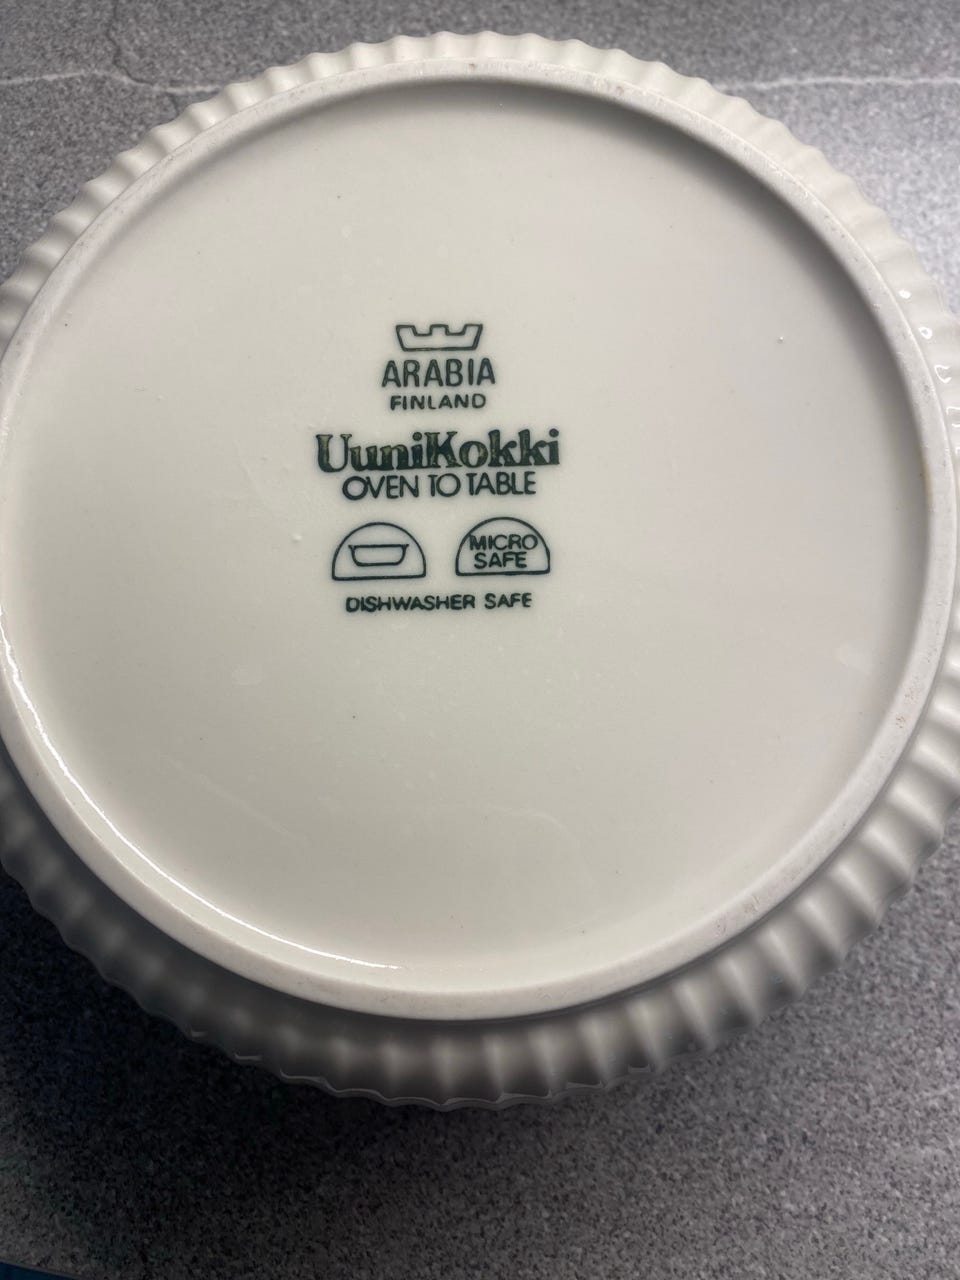 ARABIA
FINLAND
UuniKokki
OVEN TO TABLE
MICRO
SAFE
DISHWASHER SAFE